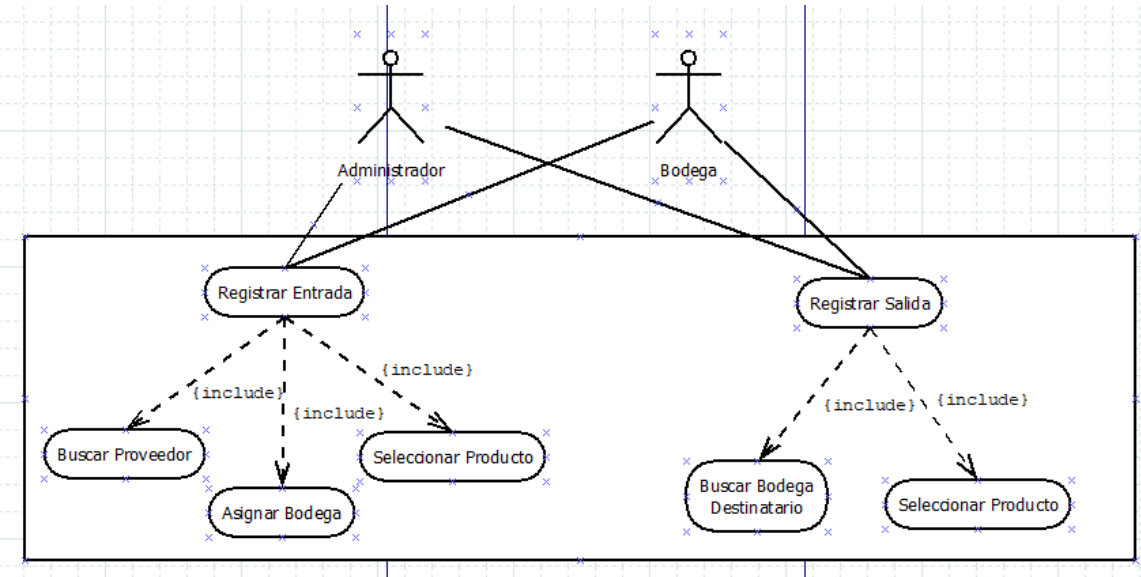 Administrador
Bodega
Registrar Entrada
Registrar Salida
{include}
{include}
{include}
{include}
{include}
Buscar Proveedor
Seleccionar Producto
Asignar Bodega
Buscar Bodega
Destinatario
Seleccionar Producto